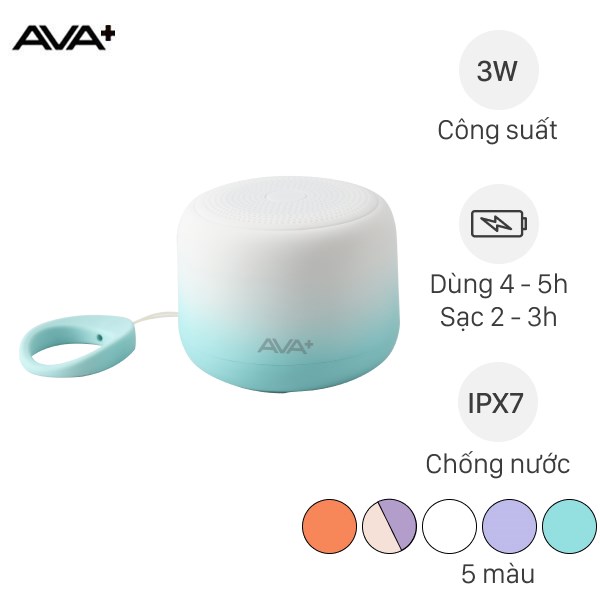 AVA+
3W
Công suất
Dùng 4 - 5h
Sạc 2 - 3h
AVA+
IPX7
Chống nước
5 màu